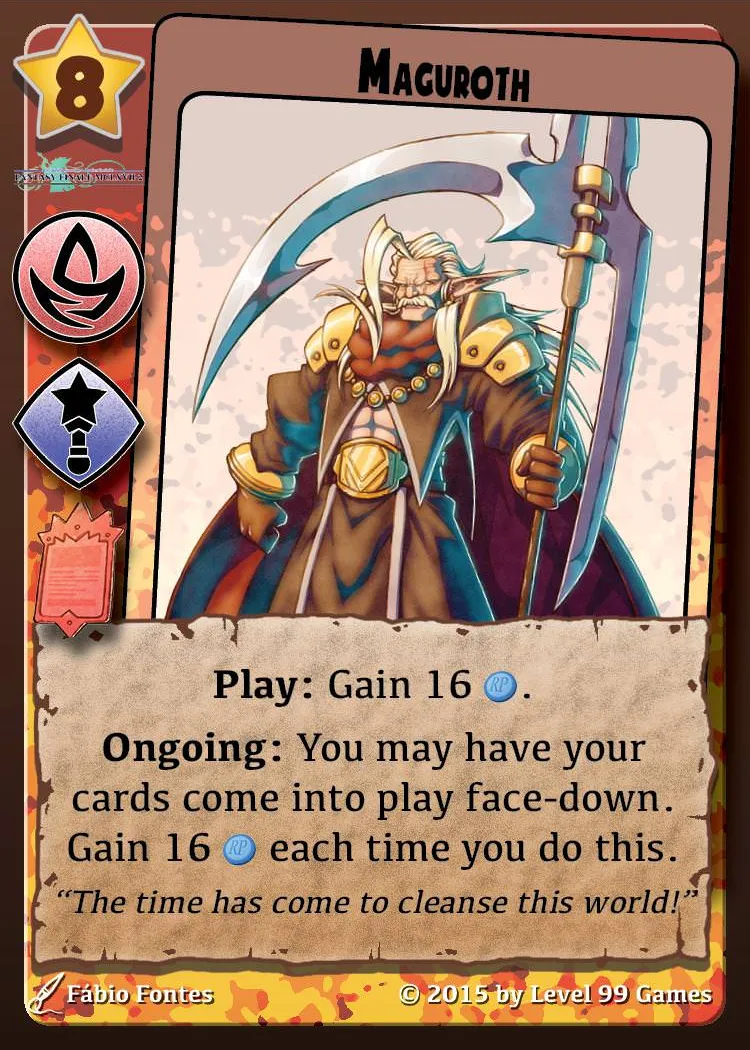 8
MAGUROTH
Play: Gain 16 RP.
Ongoing: You may have your
cards come into play face-down.
Gain 16 RP each time you do this.
“The time has come to cleanse this world!”
Fábio Fontes
© 2015 by Level 99 Games